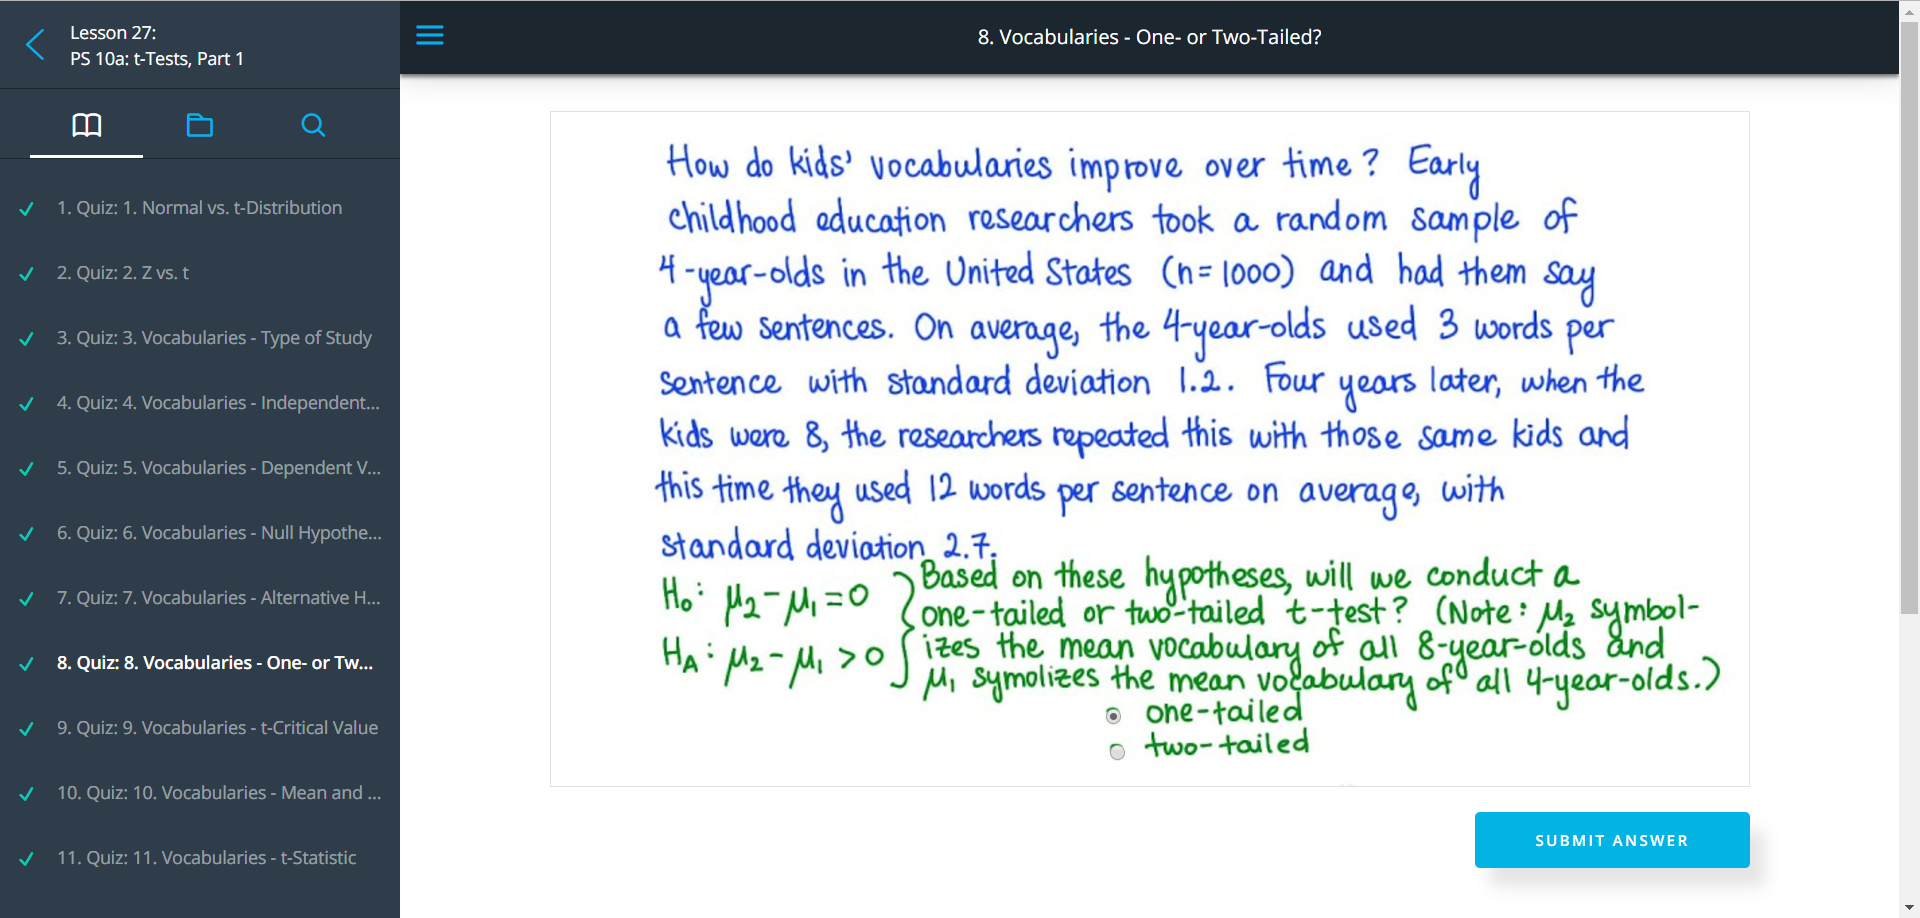 Lesson 27:
PS 10a: t-Tests, Part 1
1. Quiz: 1. Normal vs. t-Distribution
2. Quiz: 2. Z vs. t
3. Quiz: 3. Vocabularies - Type of Study
4. Quiz: 4. Vocabularies - Independent...
5. Quiz: 5. Vocabularies - Dependent V...
6. Quiz: 6. Vocabularies - Null Hypothe...
7. Quiz: 7. Vocabularies - Alternative H...
8. Quiz: 8. Vocabularies - One- or Tw...
9. Quiz: 9. Vocabularies - t-Critical Value
10. Quiz: 10. Vocabularies - Mean and ...
11. Quiz: 11. Vocabularies - t-Statistic
8. Vocabularies - One- or Two-Tailed?
How do kids' vocabularies improve over time? Early
childhood education researchers took a random sample of
4-year-olds in the United States (n=1000) and had them say
a few sentences. On average, the 4-year-olds used 3 words per
sentence with standard deviation 1.2. Four years later, when the
kids were 8, the researchers repeated this with those same kids and
this time they used 12 words per sentence on average, with
standard deviation 2.7.
H₀: μ₂-μ₁=0
H_A: μ₂-μ₁>0
Based on these hypotheses, will we conduct a
one-tailed or two-tailed t-test? (Note: μ₂ symbol-
izes the mean vocabulary of all 8-year-olds and
μ₁ symolizes the mean vocabulary of all 4-year-olds.)
one-tailed
two-tailed
SUBMIT ANSWER